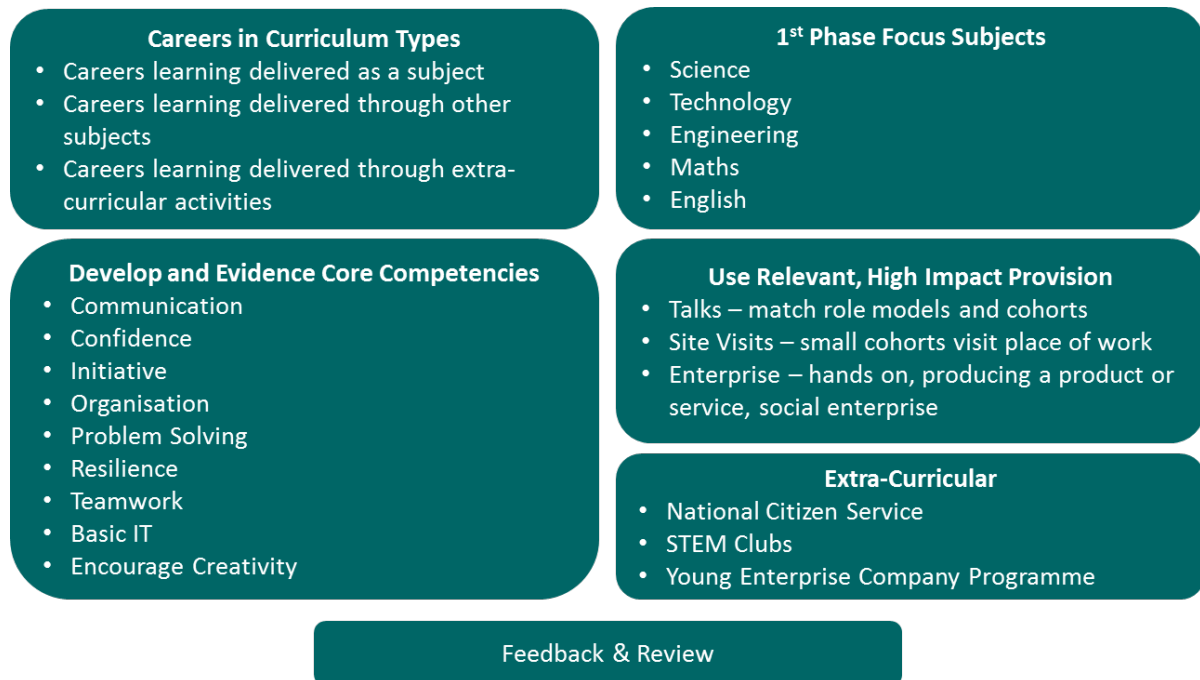 Careers in Curriculum Types
• Careers learning delivered as a subject
• Careers learning delivered through other
subjects
• Careers learning delivered through extra-
curricular activities
1st Phase Focus Subjects
• Science
• Technology
• Engineering
• Maths
• English
Develop and Evidence Core Competencies
• Communication
• Confidence
• Initiative
• Organisation
• Problem Solving
• Resilience
• Teamwork
• Basic IT
• Encourage Creativity
Use Relevant, High Impact Provision
• Talks – match role models and cohorts
• Site Visits – small cohorts visit place of work
• Enterprise – hands on, producing a product or
service, social enterprise
Extra-Curricular
• National Citizen Service
• STEM Clubs
• Young Enterprise Company Programme
Feedback & Review